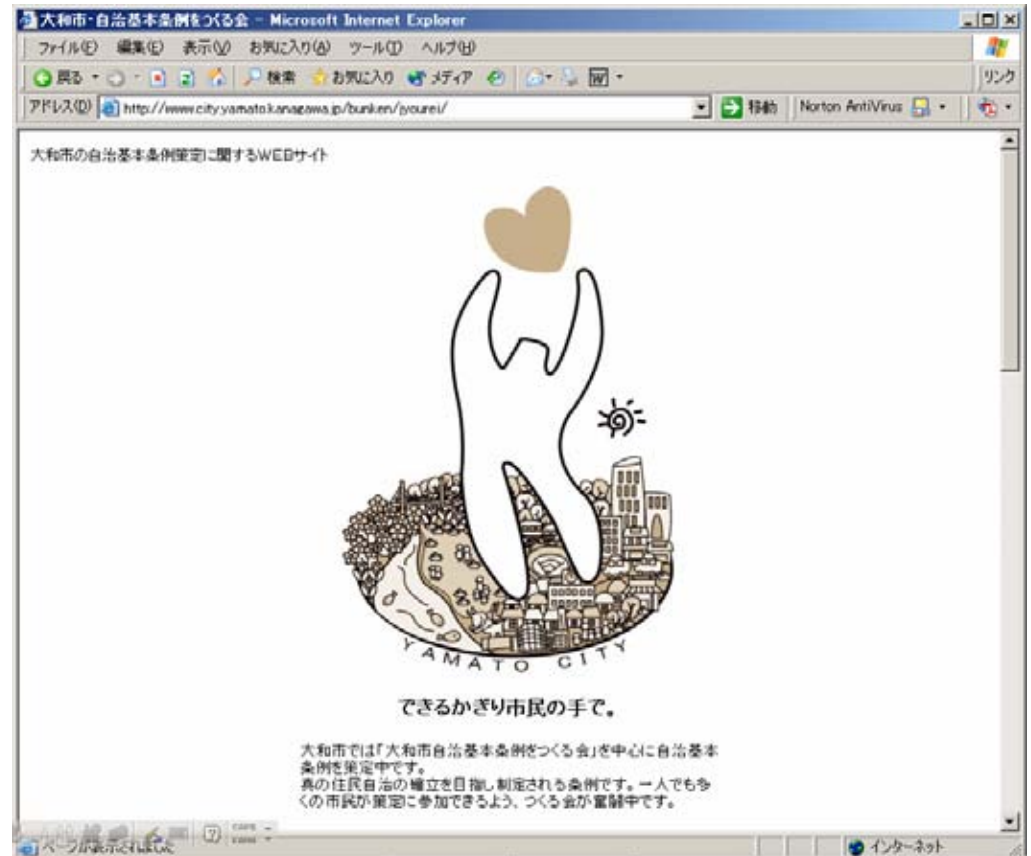 大和市・自治基本条例をつくる会 - Microsoft Internet Explorer
ファイル(F) 編集(E) 表示(V) お気に入り(A) ツール(T) ヘルプ(H)
戻る 検索 お気に入り メディア リンク
アドレス(D) http://www.city.yamato.kanagawa.jp/bunken/jyourei/ 移動 Norton AntiVirus
大和市の自治基本条例策定に関するWEBサイト
YAMATO CITY
できるかぎり市民の手で。
大和市では「大和市自治基本条例をつくる会」を中心に自治基本
条例を策定中です。
真の住民自治の確立を目指し制定される条例です。一人でも多
くの市民が策定に参加できるよう、つくる会が奮闘中です。
ページが表示されました インターネット